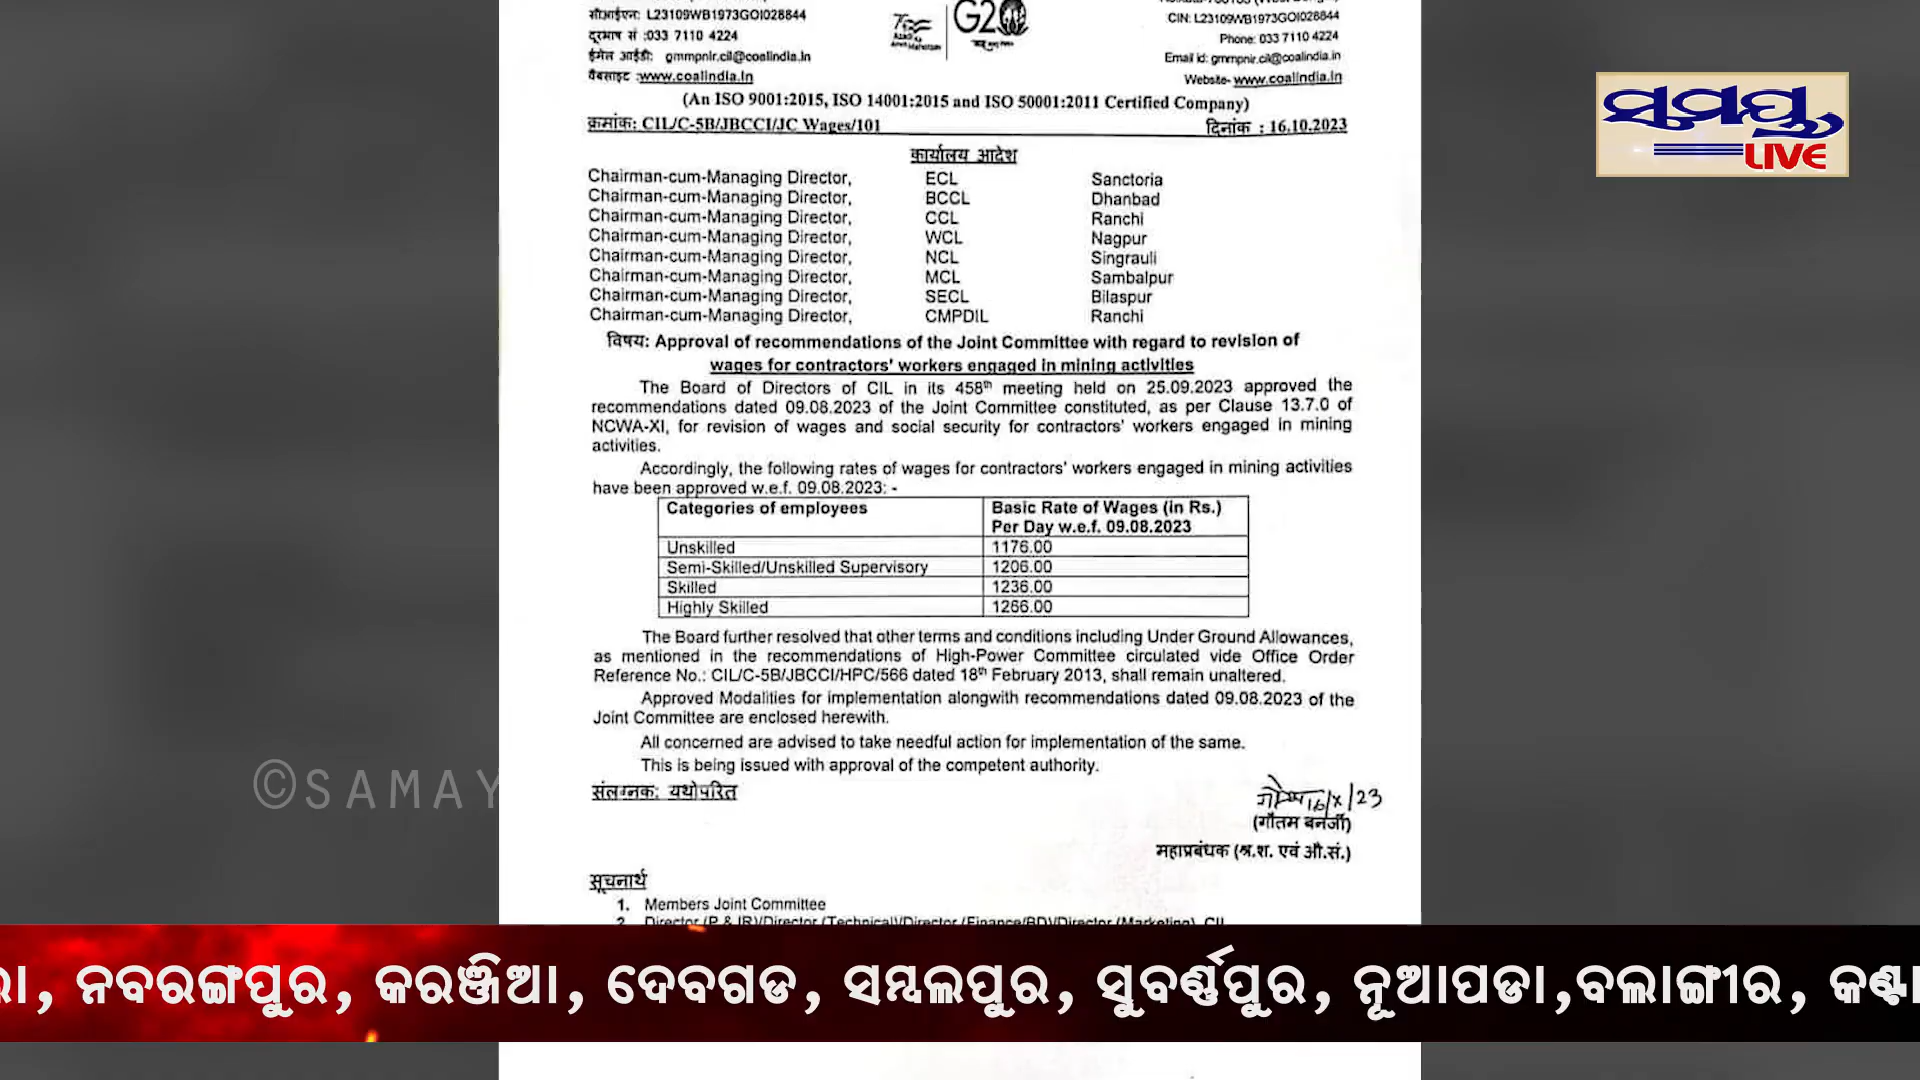 सीआईएन: L23109WB1973GOI028844
दूरभाष सं :033 7110 4224
ईमेल आईडी: gmmpnir.cil@coalindia.in
वैबसाइट :www.coalindia.in
G20
CIN: L23109WB1973GOI028844
Phone: 033 7110 4224
Email id: gmmpnir.cil@coalindia.in
Website- www.coalindia.in
(An ISO 9001:2015, ISO 14001:2015 and ISO 50001:2011 Certified Company)
क्रमांक: CIL/C-5B/JBCCI/JC Wages/101 दिनांक : 16.10.2023
ସମୟ
LIVE
कार्यालय आदेश
Chairman-cum-Managing Director, ECL Sanctoria
Chairman-cum-Managing Director, BCCL Dhanbad
Chairman-cum-Managing Director, CCL Ranchi
Chairman-cum-Managing Director, WCL Nagpur
Chairman-cum-Managing Director, NCL Singrauli
Chairman-cum-Managing Director, MCL Sambalpur
Chairman-cum-Managing Director, SECL Bilaspur
Chairman-cum-Managing Director, CMPDIL Ranchi
विषय: Approval of recommendations of the Joint Committee with regard to revision of
wages for contractors' workers engaged in mining activities
The Board of Directors of CIL in its 458th meeting held on 25.09.2023 approved the
recommendations dated 09.08.2023 of the Joint Committee constituted, as per Clause 13.7.0 of
NCWA-XI, for revision of wages and social security for contractors' workers engaged in mining
activities.
Accordingly, the following rates of wages for contractors' workers engaged in mining activities
have been approved w.e.f. 09.08.2023: -
Categories of employees Basic Rate of Wages (in Rs.)
Per Day w.e.f. 09.08.2023
Unskilled 1176.00
Semi-Skilled/Unskilled Supervisory 1206.00
Skilled 1236.00
Highly Skilled 1266.00
The Board further resolved that other terms and conditions including Under Ground Allowances,
as mentioned in the recommendations of High-Power Committee circulated vide Office Order
Reference No.: CIL/C-5B/JBCCI/HPC/566 dated 18th February 2013, shall remain unaltered.
Approved Modalities for implementation alongwith recommendations dated 09.08.2023 of the
Joint Committee are enclosed herewith.
All concerned are advised to take needful action for implementation of the same.
This is being issued with approval of the competent authority.
संलग्नक: यथोपरित
16/X/23
(गौतम बनर्जी)
महाप्रबंधक (श्र.श. एवं औ.सं.)
©SAMAY
सूचनार्थ
1. Members Joint Committee
2. Director (P & IR)/Director (Technical)/Director (Finance/BD)/Director (Marketing), CIL
ନବରଙ୍ଗପୁର, କରଞ୍ଜିଆ, ଦେବଗଡ, ସମ୍ବଲପୁର, ସୁବର୍ଣ୍ଣପୁର, ନୂଆପଡା,ବଲାଙ୍ଗୀର,